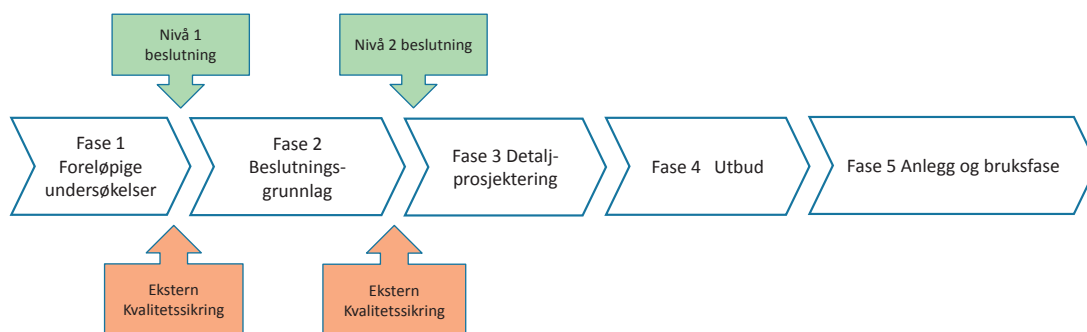 Nivå 1
beslutning
Nivå 2 beslutning
Fase 1
Foreløpige
undersøkelser
Fase 2
Beslutnings-
grunnlag
Fase 3 Detalj-
prosjektering
Fase 4 Utbud
Fase 5 Anlegg og bruksfase
Ekstern
Kvalitetssikring
Ekstern
Kvalitetssikring